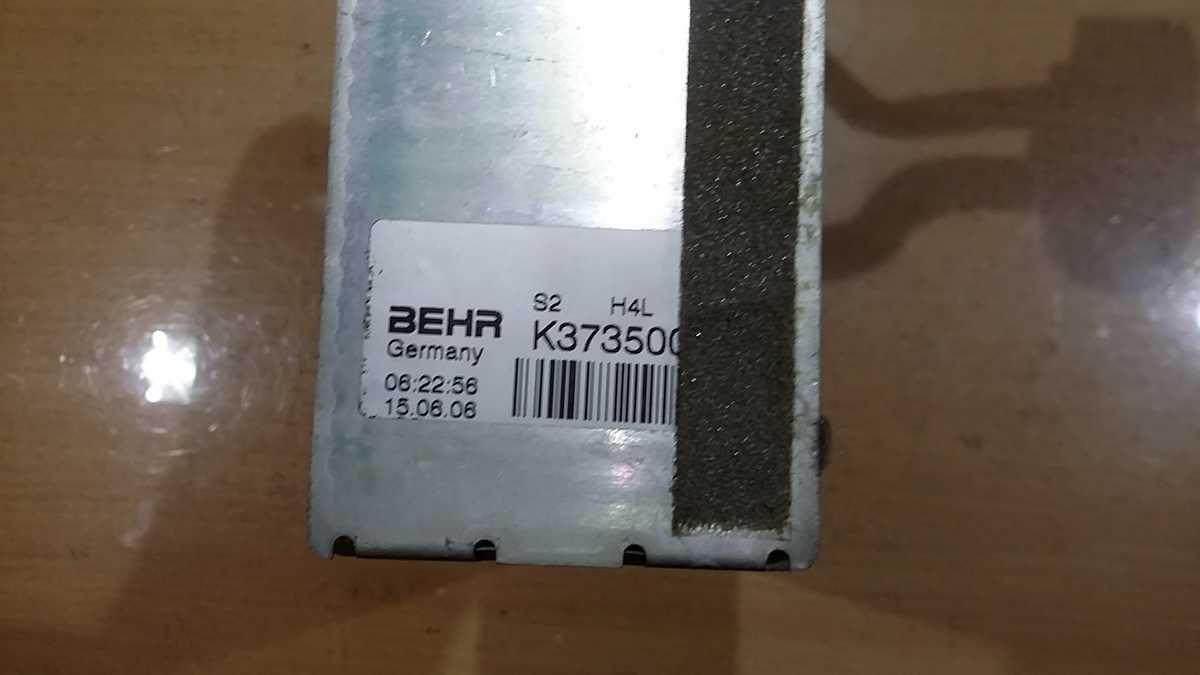 S2 H4L
BEHR K373500
Germany
06:22:56
15.06.06